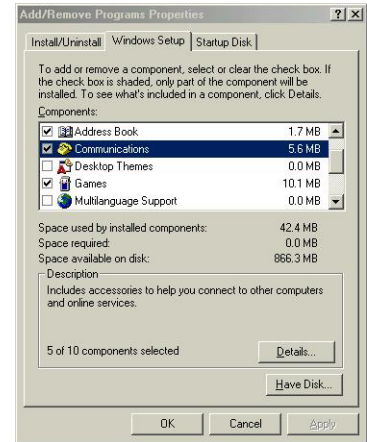 Add/Remove Programs Properties
Install/Uninstall Windows Setup Startup Disk
To add or remove a component, select or clear the check box. If
the check box is shaded, only part of the component will be
installed. To see what's included in a component, click Details.
Components:
Address Book 1.7 MB
Communications 5.6 MB
Desktop Themes 0.0 MB
Games 10.1 MB
Multilanguage Support 0.0 MB
Space used by installed components: 42.4 MB
Space required: 0.0 MB
Space available on disk: 866.3 MB
Description
Includes accessories to help you connect to other computers
and online services.
5 of 10 components selected Details...
Have Disk...
OK Cancel Apply